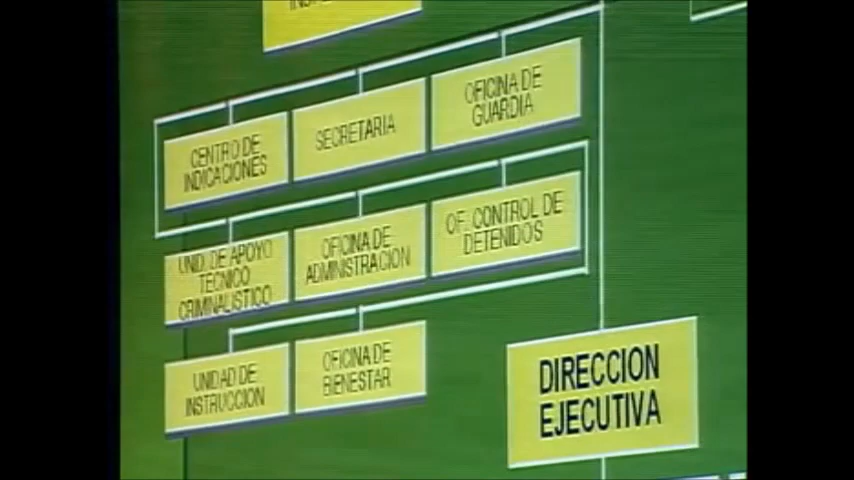 CENTRO DE
INDICACIONES
SECRETARIA
OFICINA DE
GUARDIA
UNID. DE APOYO
TECNICO
CRIMINALISTICO
OFICINA DE
ADMINISTRACION
OF. CONTROL DE
DETENIDOS
UNIDAD DE
INSTRUCCION
OFICINA DE
BIENESTAR
DIRECCION
EJECUTIVA